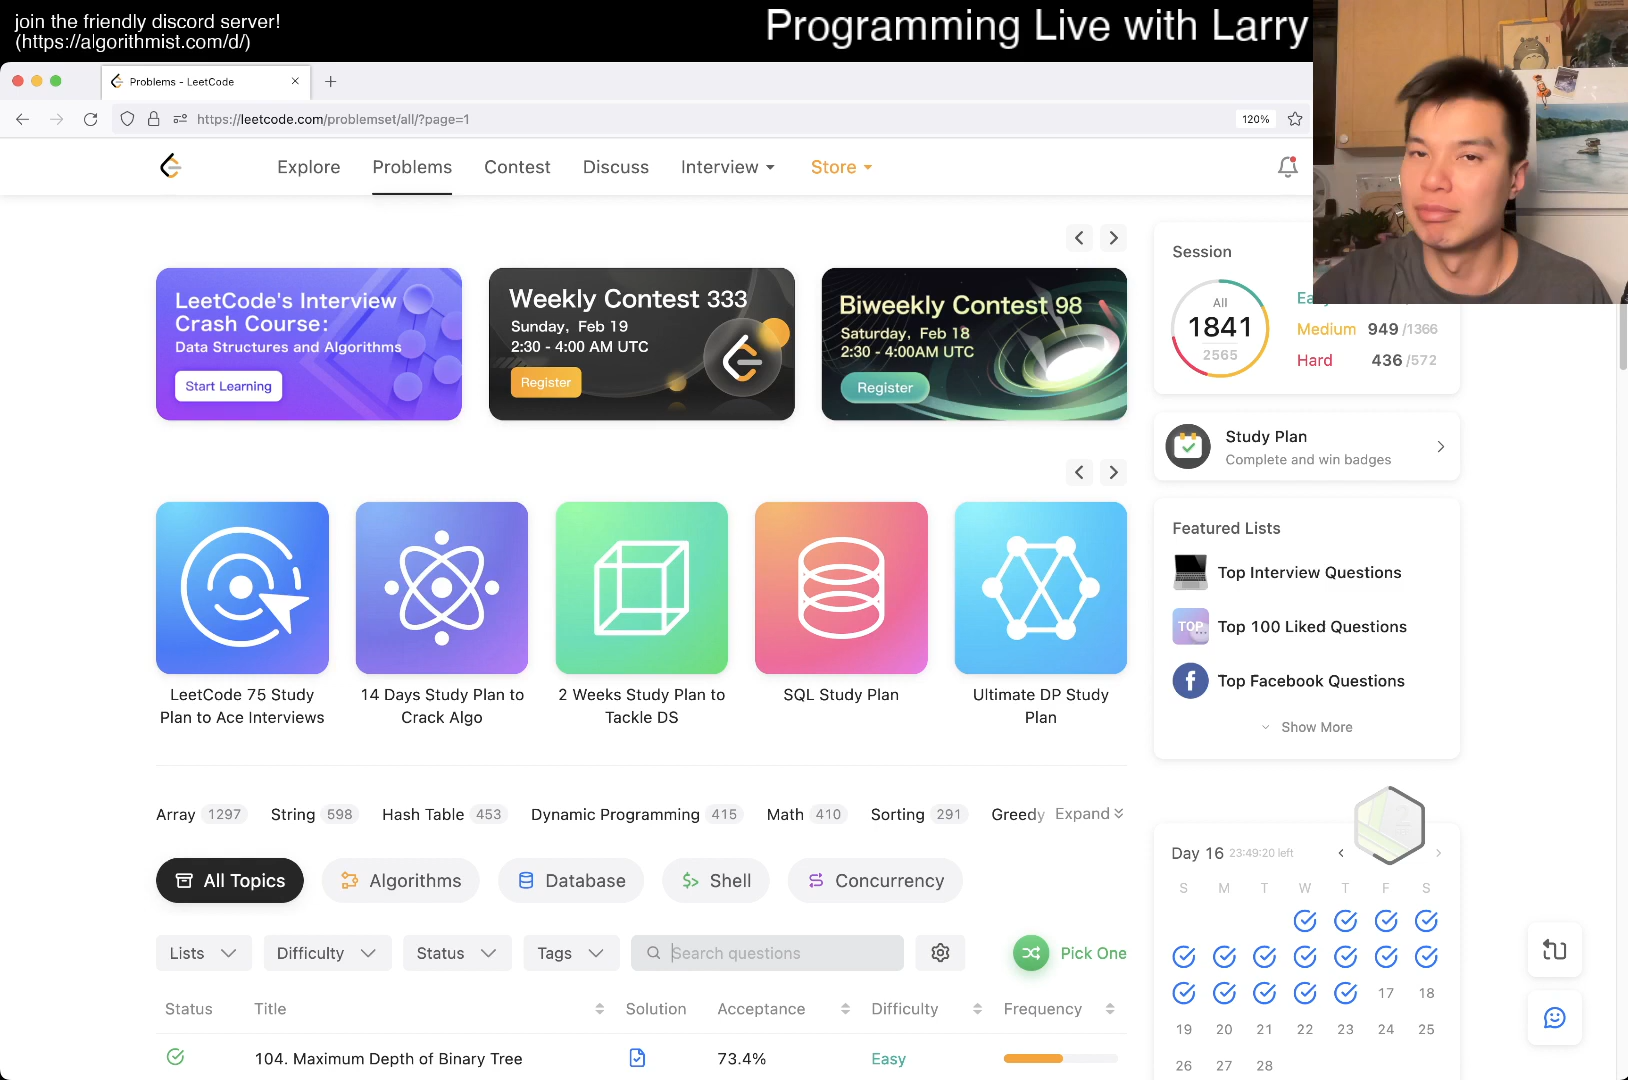 join the friendly discord server!
(https://algorithmist.com/d/)
Programming Live with Larry
Problems - LeetCode
https://leetcode.com/problemset/all/?page=1
120%
Explore
Problems
Contest
Discuss
Interview
Store
LeetCode's Interview
Crash Course:
Data Structures and Algorithms
Start Learning
Weekly Contest 333
Sunday, Feb 19
2:30 - 4:00 AM UTC
Register
Biweekly Contest 98
Saturday, Feb 18
2:30 - 4:00AM UTC
Register
Session
All
1841
2565
Medium 949 /1366
Hard 436 /572
Study Plan
Complete and win badges
LeetCode 75 Study
Plan to Ace Interviews
14 Days Study Plan to
Crack Algo
2 Weeks Study Plan to
Tackle DS
SQL Study Plan
Ultimate DP Study
Plan
Featured Lists
Top Interview Questions
TOP
Top 100 Liked Questions
Top Facebook Questions
Show More
Array 1297
String 598
Hash Table 453
Dynamic Programming 415
Math 410
Sorting 291
Greedy
Expand
All Topics
Algorithms
Database
Shell
Concurrency
Lists
Difficulty
Status
Tags
Search questions
Pick One
Status
Title
Solution
Acceptance
Difficulty
Frequency
104. Maximum Depth of Binary Tree
73.4%
Easy
Day 16 23:49:20 left
S M T W T F S
17 18
19 20 21 22 23 24 25
26 27 28